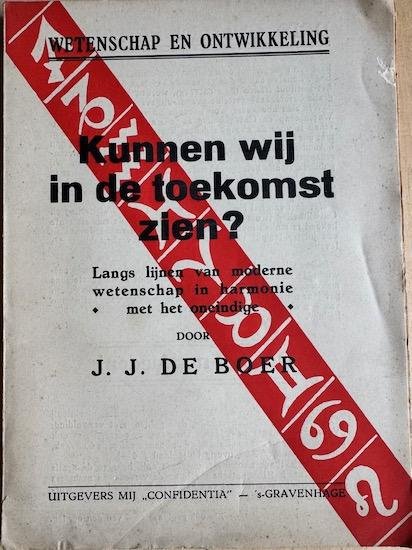 WETENSCHAP EN ONTWIKKELING
Kunnen wij
in de toekomst
zien?
Langs lijnen van moderne
wetenschap in harmonie
• met het oneindige •
DOOR
J. J. DE BOER
UITGEVERS MIJ „CONFIDENTIA” — 's-GRAVENHAGE